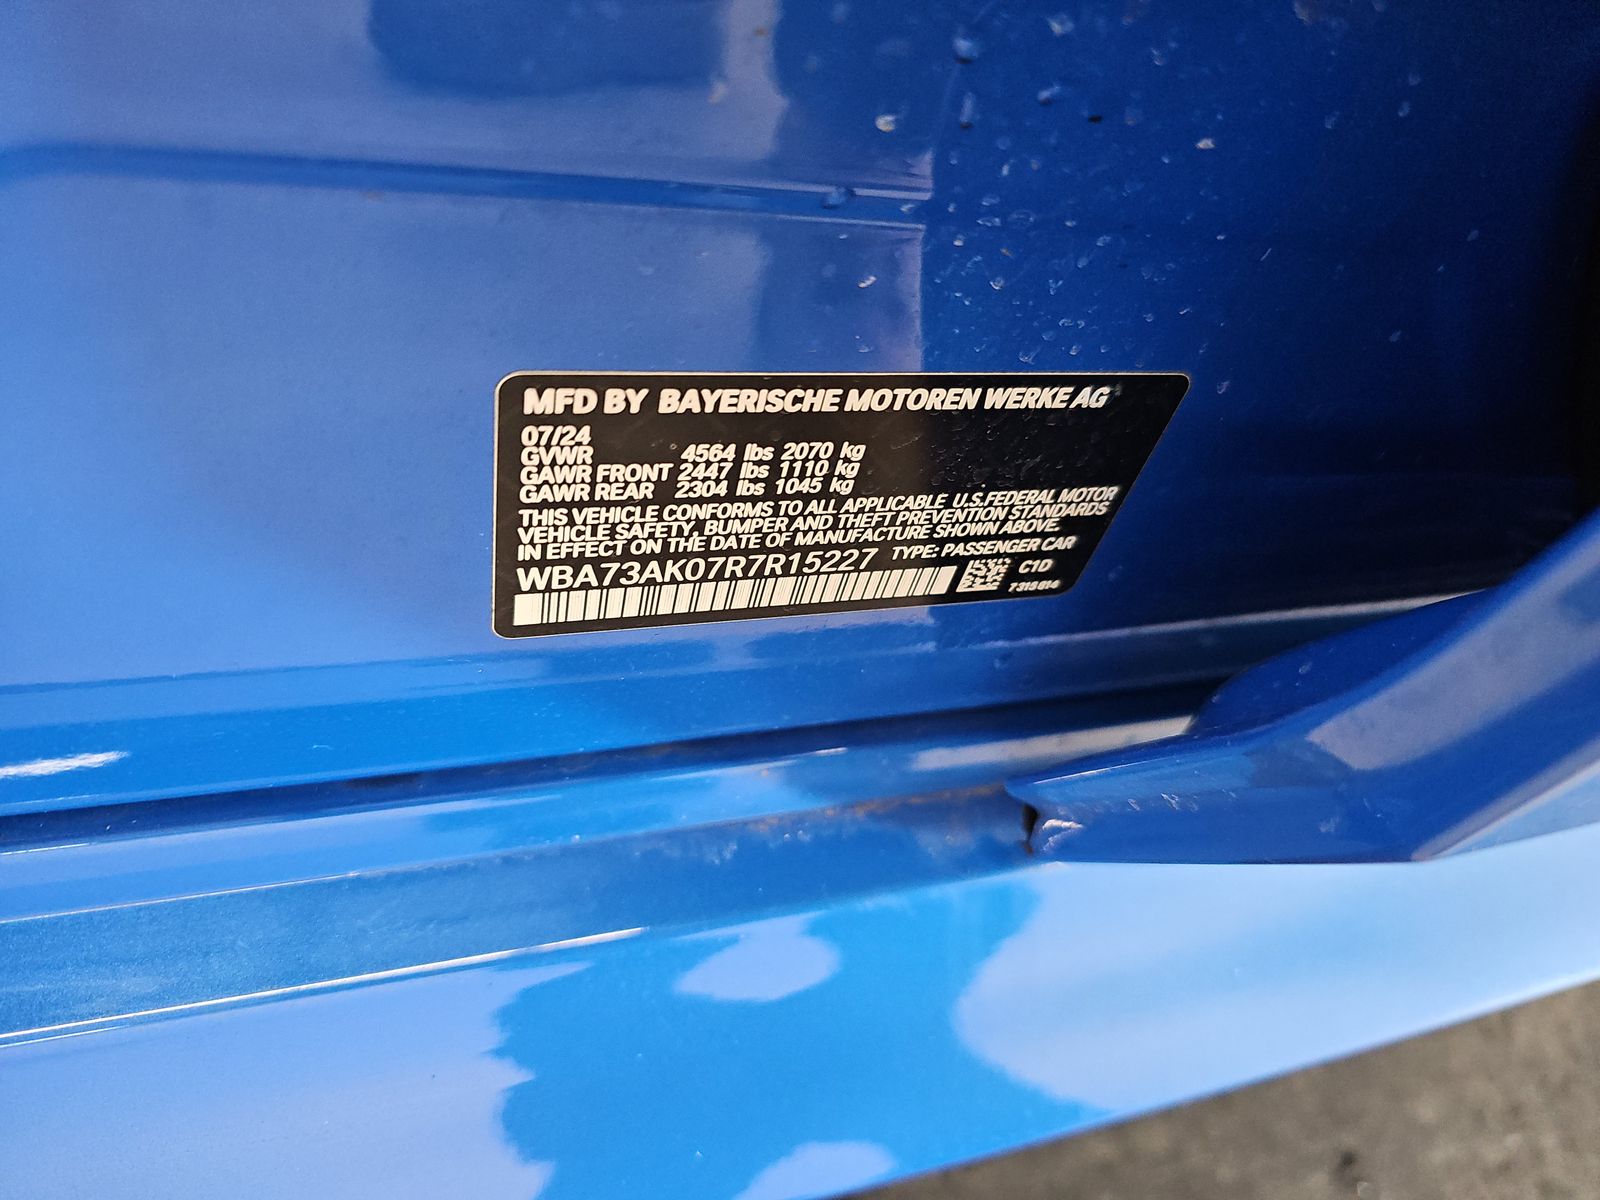 MFD BY BAYERISCHE MOTOREN WERKE AG
07/24
GVWR 4564 lbs 2070 kg
GAWR FRONT 2447 lbs 1110 kg
GAWR REAR 2304 lbs 1045 kg
THIS VEHICLE CONFORMS TO ALL APPLICABLE U.S.FEDERAL MOTOR
VEHICLE SAFETY, BUMPER AND THEFT PREVENTION STANDARDS
IN EFFECT ON THE DATE OF MANUFACTURE SHOWN ABOVE.
WBA73AK07R7R15227 TYPE: PASSENGER CAR
C1D
7319814